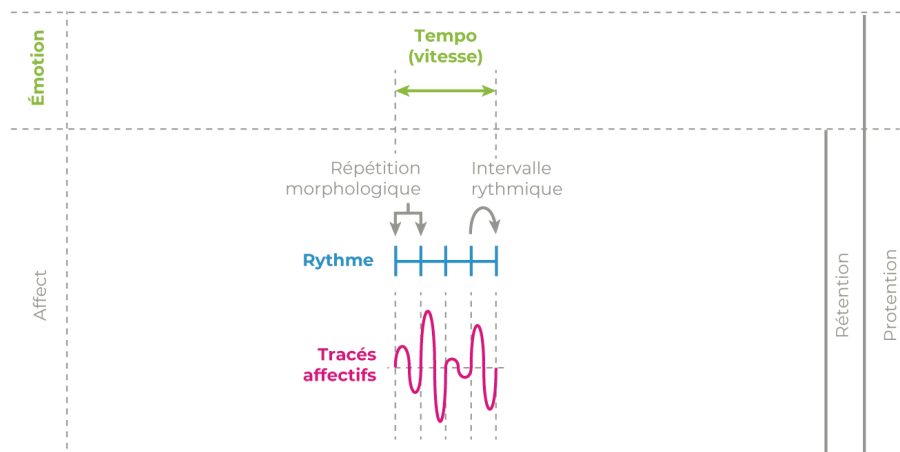 Émotion
Tempo
(vitesse)
Répétition
morphologique
Intervalle
rythmique
Rythme
Affect
Tracés
affectifs
Rétention
Protention